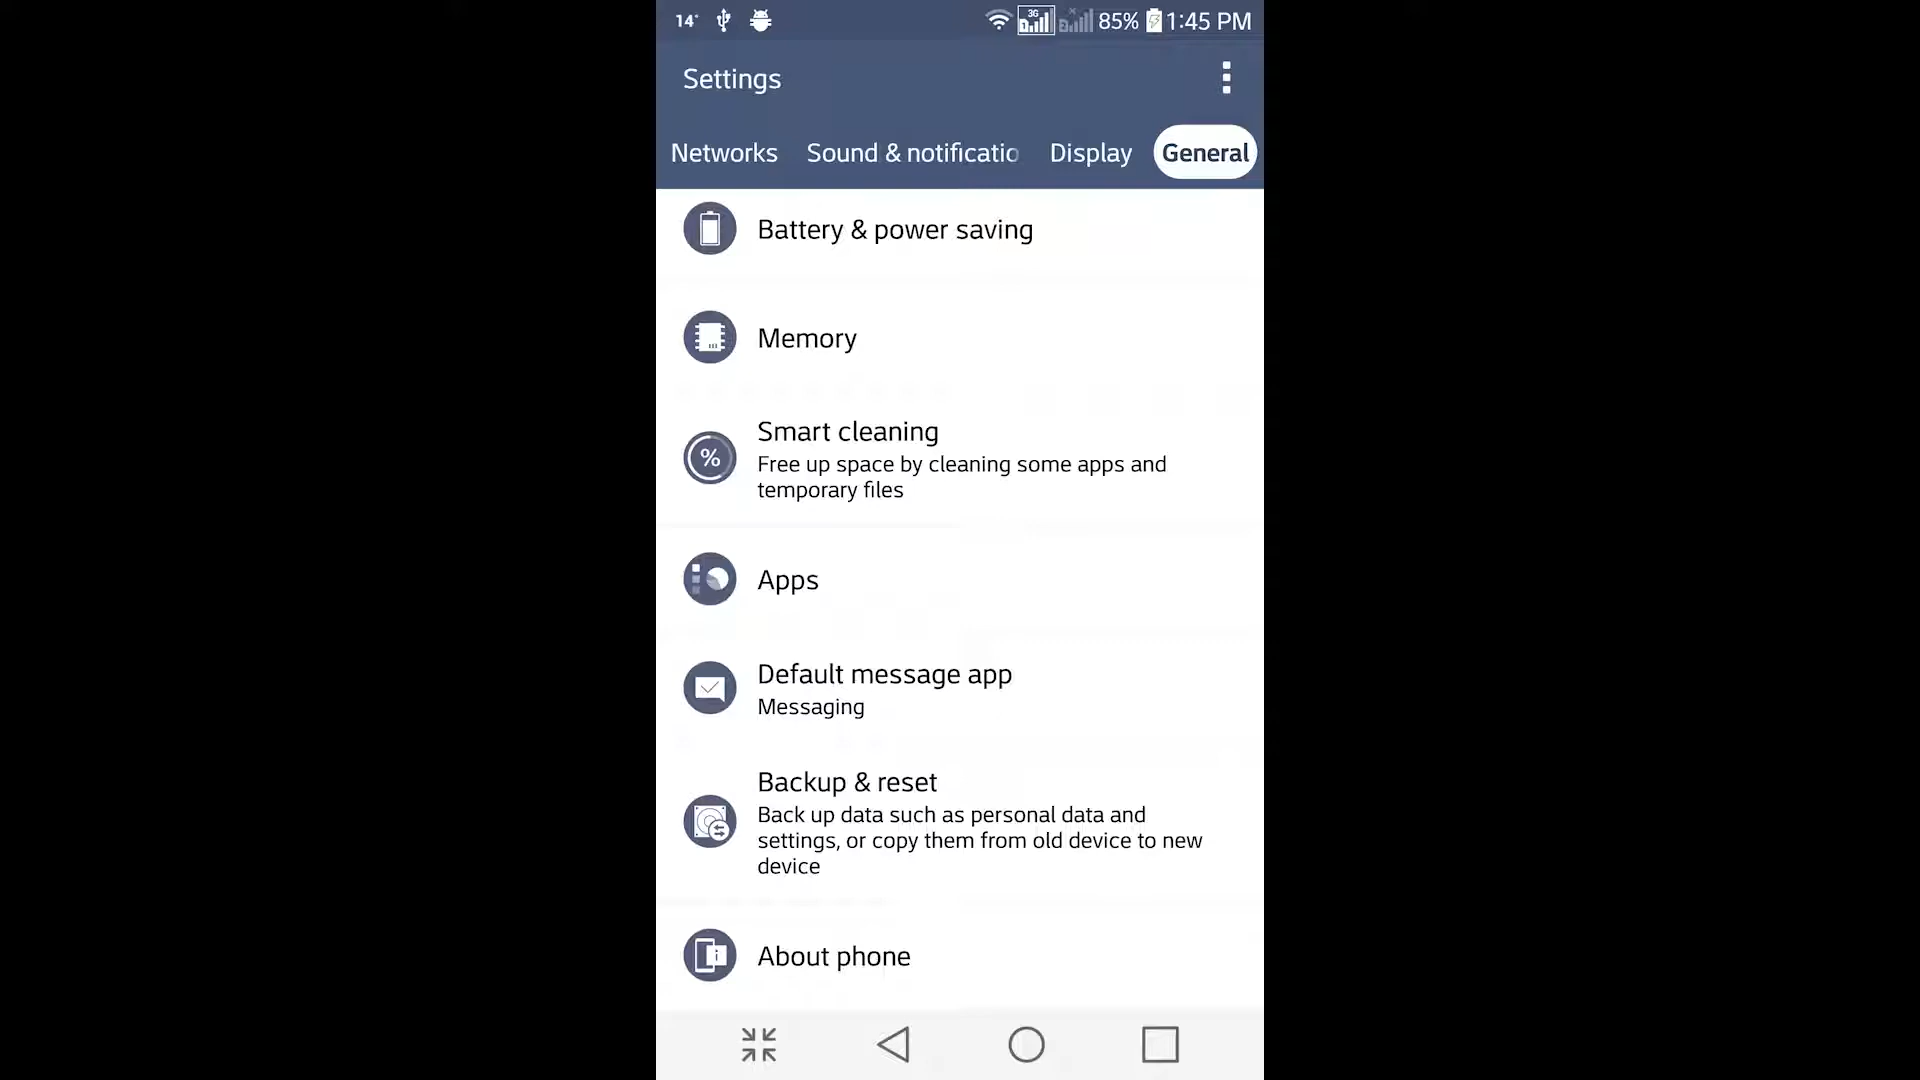 14° 3G 85% 1:45 PM
Settings
Networks Sound & notificatio Display General
Battery & power saving
Memory
Smart cleaning
Free up space by cleaning some apps and
temporary files
Apps
Default message app
Messaging
Backup & reset
Back up data such as personal data and
settings, or copy them from old device to new
device
About phone